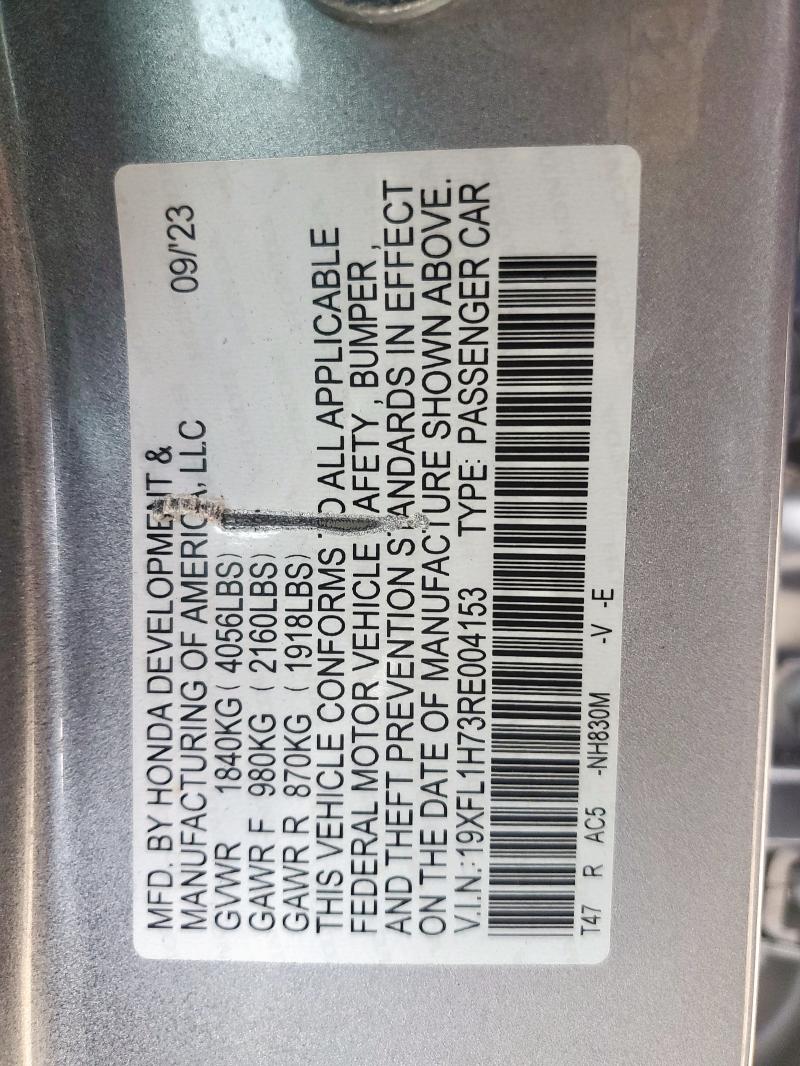 MFD. BY HONDA DEVELOPMENT & 09/'23
MANUFACTURING OF AMERICA, LLC
GVWR 1840KG ( 4056LBS)
GAWR F 980KG ( 2160LBS)
GAWR R 870KG ( 1918LBS)
THIS VEHICLE CONFORMS TO ALL APPLICABLE
FEDERAL MOTOR VEHICLE SAFETY , BUMPER ,
AND THEFT PREVENTION STANDARDS IN EFFECT
ON THE DATE OF MANUFACTURE SHOWN ABOVE.
V.I.N.: 19XFL1H73RE004153 TYPE: PASSENGER CAR
T47 R AC5 -NH830M -V -E